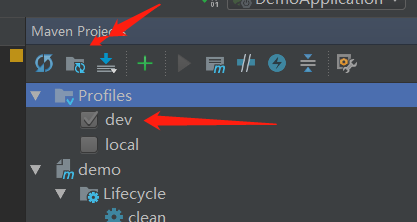 DemoApplication
Maven Projects
Profiles
dev
local
demo
Lifecycle
clean